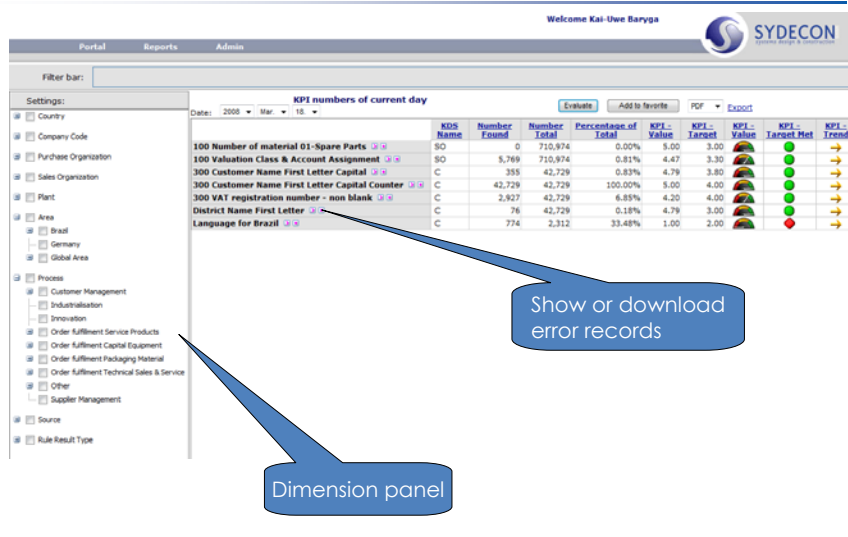 Welcome Kai-Uwe Baryga
SYDECON
systems design & construction
Portal Reports Admin
Filter bar:
Settings:
KPI numbers of current day
Date: 2008 Mar. 18. Evaluate Add to favorite PDF Export
KDS Name Number Found Number Total Percentage of Total KPI - Value KPI - Target KPI - Value KPI - Target Met KPI - Trend
100 Number of material 01-Spare Parts SO 0 710,974 0.00% 5.00 3.00
100 Valuation Class & Account Assignment SO 5,769 710,974 0.81% 4.47 3.30
300 Customer Name First Letter Capital C 355 42,729 0.83% 4.79 3.80
300 Customer Name First Letter Capital Counter C 42,729 42,729 100.00% 5.00 4.00
300 VAT registration number - non blank C 2,927 42,729 6.85% 4.20 4.00
District Name First Letter C 76 42,729 0.18% 4.79 3.00
Language for Brazil C 774 2,312 33.48% 1.00 2.00
Country
Company Code
Purchase Organization
Sales Organization
Plant
Area
Brazil
Germany
Global Area
Process
Customer Management
Industrialisation
Innovation
Order fulfilment Service Products
Order fulfilment Capital Equipment
Order fulfilment Packaging Material
Order fulfilment Technical Sales & Service
Other
Supplier Management
Source
Rule Result Type
Show or download
error records
Dimension panel